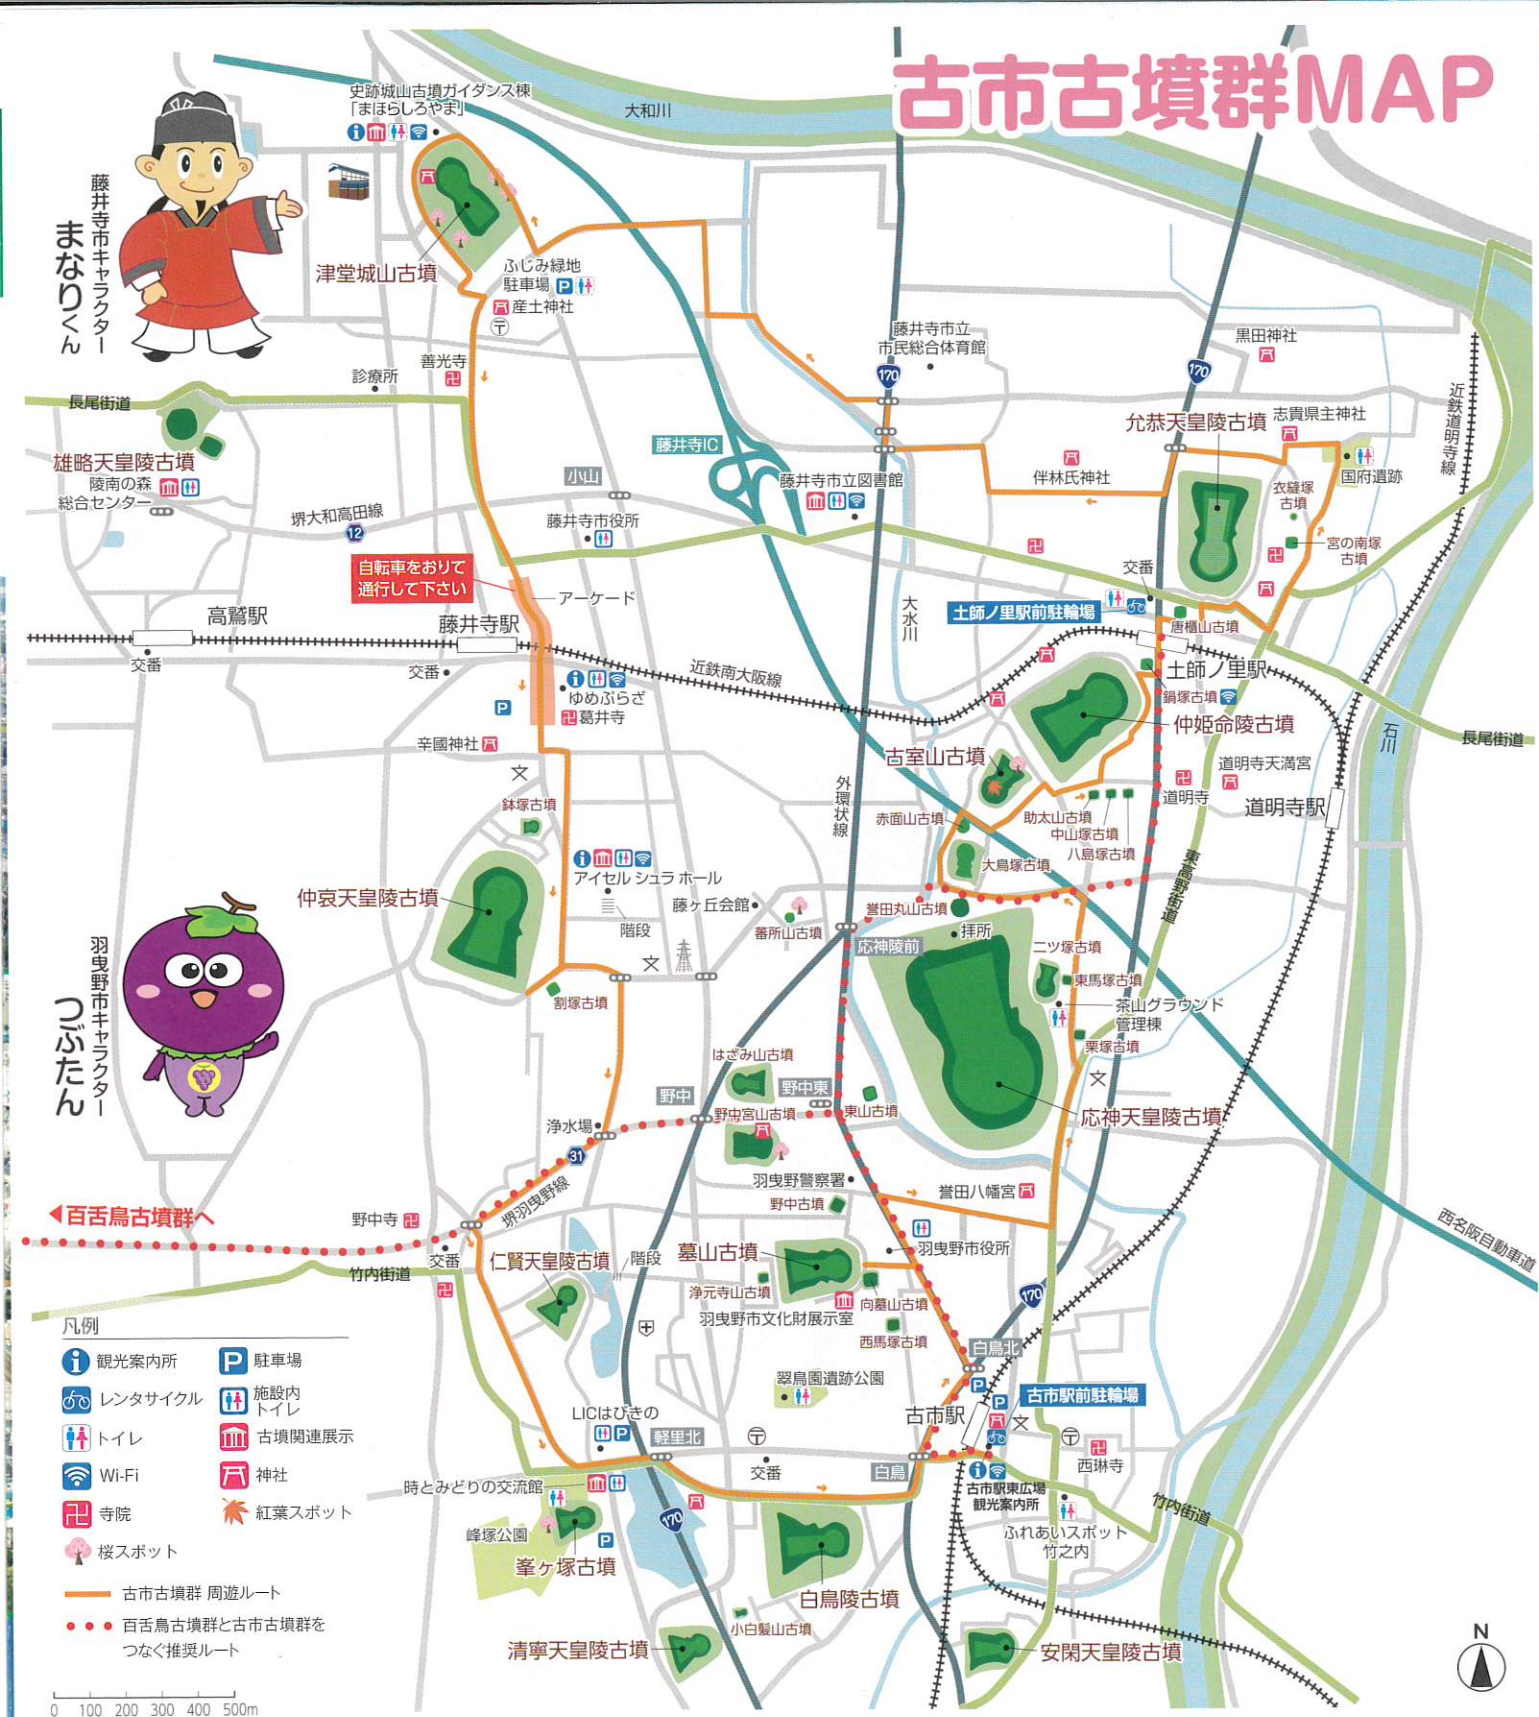 古市古墳群MAP
大和川
史跡城山古墳ガイダンス棟
「まほらしろやま」
藤井寺市キャラクター
まなりくん
津堂城山古墳
ふじみ緑地
駐車場 P
産土神社
善光寺
診療所
長尾街道
雄略天皇陵古墳
陵南の森
総合センター
堺大和高田線
12
小山
藤井寺市役所
藤井寺IC
藤井寺市立
市民総合体育館
170
170
黒田神社
近鉄道明寺線
允恭天皇陵古墳
志貴県主神社
国府遺跡
伴林氏神社
藤井寺市立図書館
衣縫塚
古墳
宮の南塚
古墳
自転車をおりて
通行して下さい
アーケード
高鷲駅
交番
藤井寺駅
交番
近鉄南大阪線
大水川
交番
土師ノ里駅前駐輪場
唐櫃山古墳
土師ノ里駅
鍋塚古墳
仲姫命陵古墳
石川
長尾街道
P
ゆめぷらざ
葛井寺
辛國神社
文
古室山古墳
外環状線
道明寺天満宮
道明寺
道明寺駅
鉢塚古墳
赤面山古墳
助太山古墳
中山塚古墳
八島塚古墳
大鳥塚古墳
東高野街道
アイセル シュラ ホール
仲哀天皇陵古墳
藤ヶ丘会館
階段
文
蕃所山古墳
誉田丸山古墳
拝所
応神陵前
二ツ塚古墳
東馬塚古墳
茶山グラウンド
管理棟
栗塚古墳
文
割塚古墳
羽曳野市キャラクター
つぶたん
はざみ山古墳
野中
野中東
野中宮山古墳
東山古墳
応神天皇陵古墳
浄水場
31
堺羽曳野線
羽曳野警察署
野中古墳
誉田八幡宮
百舌鳥古墳群へ
野中寺
交番
竹内街道
仁賢天皇陵古墳
階段
墓山古墳
羽曳野市役所
浄元寺山古墳
向墓山古墳
羽曳野市文化財展示室
西馬塚古墳
170
西名阪自動車道
白鳥北
翠鳥園遺跡公園
P
P
古市駅前駐輪場
古市駅
文
LICはびきの
P
軽里北
交番
白鳥
西琳寺
時とみどりの交流館
古市駅東広場
観光案内所
竹内街道
ふれあいスポット
竹之内
峰塚公園
P
峯ヶ塚古墳
170
白鳥陵古墳
小白髪山古墳
清寧天皇陵古墳
安閑天皇陵古墳
凡例
観光案内所
P 駐車場
レンタサイクル
施設内
トイレ
トイレ
古墳関連展示
Wi-Fi
神社
寺院
紅葉スポット
桜スポット
古市古墳群 周遊ルート
百舌鳥古墳群と古市古墳群を
つなぐ推奨ルート
0 100 200 300 400 500m
N